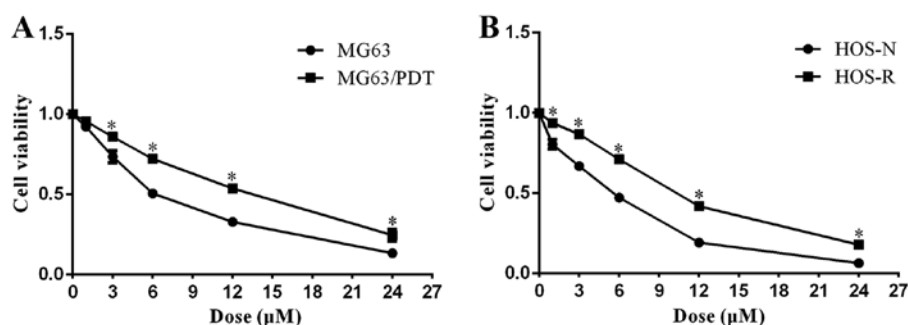 A
MG63
MG63/PDT
Cell viability
1.5
1.0
0.5
0.0
* * * *
0 3 6 9 12 15 18 21 24 27
Dose (μM)
B
HOS-N
HOS-R
Cell viability
1.5
1.0
0.5
0.0
* * * * * *
0 3 6 9 12 15 18 21 24 27
Dose (μM)